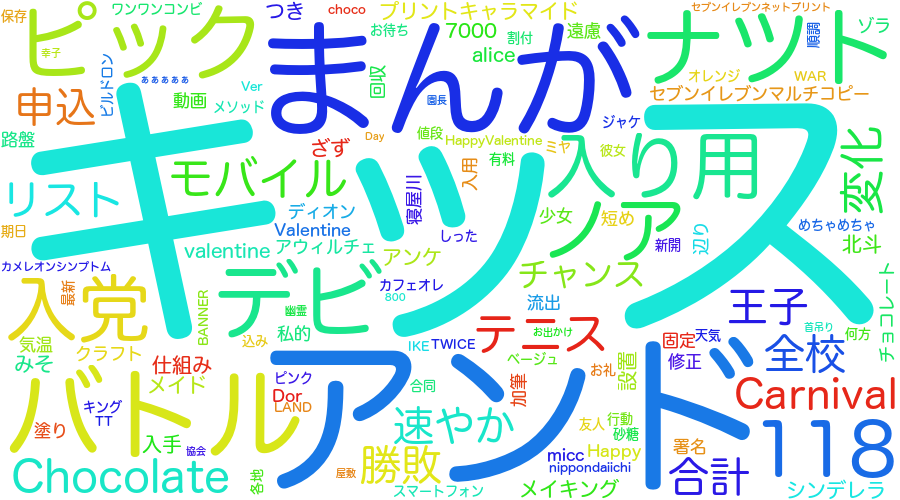 保存
ピック
ワンワンコンビ
つき
choco
プリントキャラマイド
セブンイレブンネットプリント
幸子
まんが
お待ち
7000
割付
遠慮
ナット
順調
ゾラ
alice
オレンジ
WAR
セブンイレブンマルチコピー
申込
ビルドロン
ぁぁぁぁぁ
動画
Ver
メソッド
回収
園長
Day
値段
HappyValentine
ジャケ
路盤
キッス
ざず
有料
ミヤ
彼女
入り用
変化
リスト
モバイル
寝屋川
入用
ディオン
Valentine
少女
短め
ノア
辺り
めちゃめちゃ
期日
valentine
アウィルチェ
しった
新聞
北斗
カメレオンシンプトム
アンケ
チャンス
チョコレート
入党
最新
デビ
カフェオレ
800
流出
王子
BANNER
幽霊
私的
お出かけ
首吊り
気温
込み
IKE
TWICE
テニス
固定
天気
何方
みそ
クラフト
仕組み
ベージュ
設置
修正
全校
バトル
メイド
ピンク
合同
アンド
お礼
加筆
Carnival
キング
TT
Dor
LAND
速やか
友人
行動
砂糖
118
塗り
入手
協会
勝敗
micc
Happy
署名
合計
Chocolate
各地
屋敷
nippondaiichi
スマートフォン
メイキング
シンデレラ